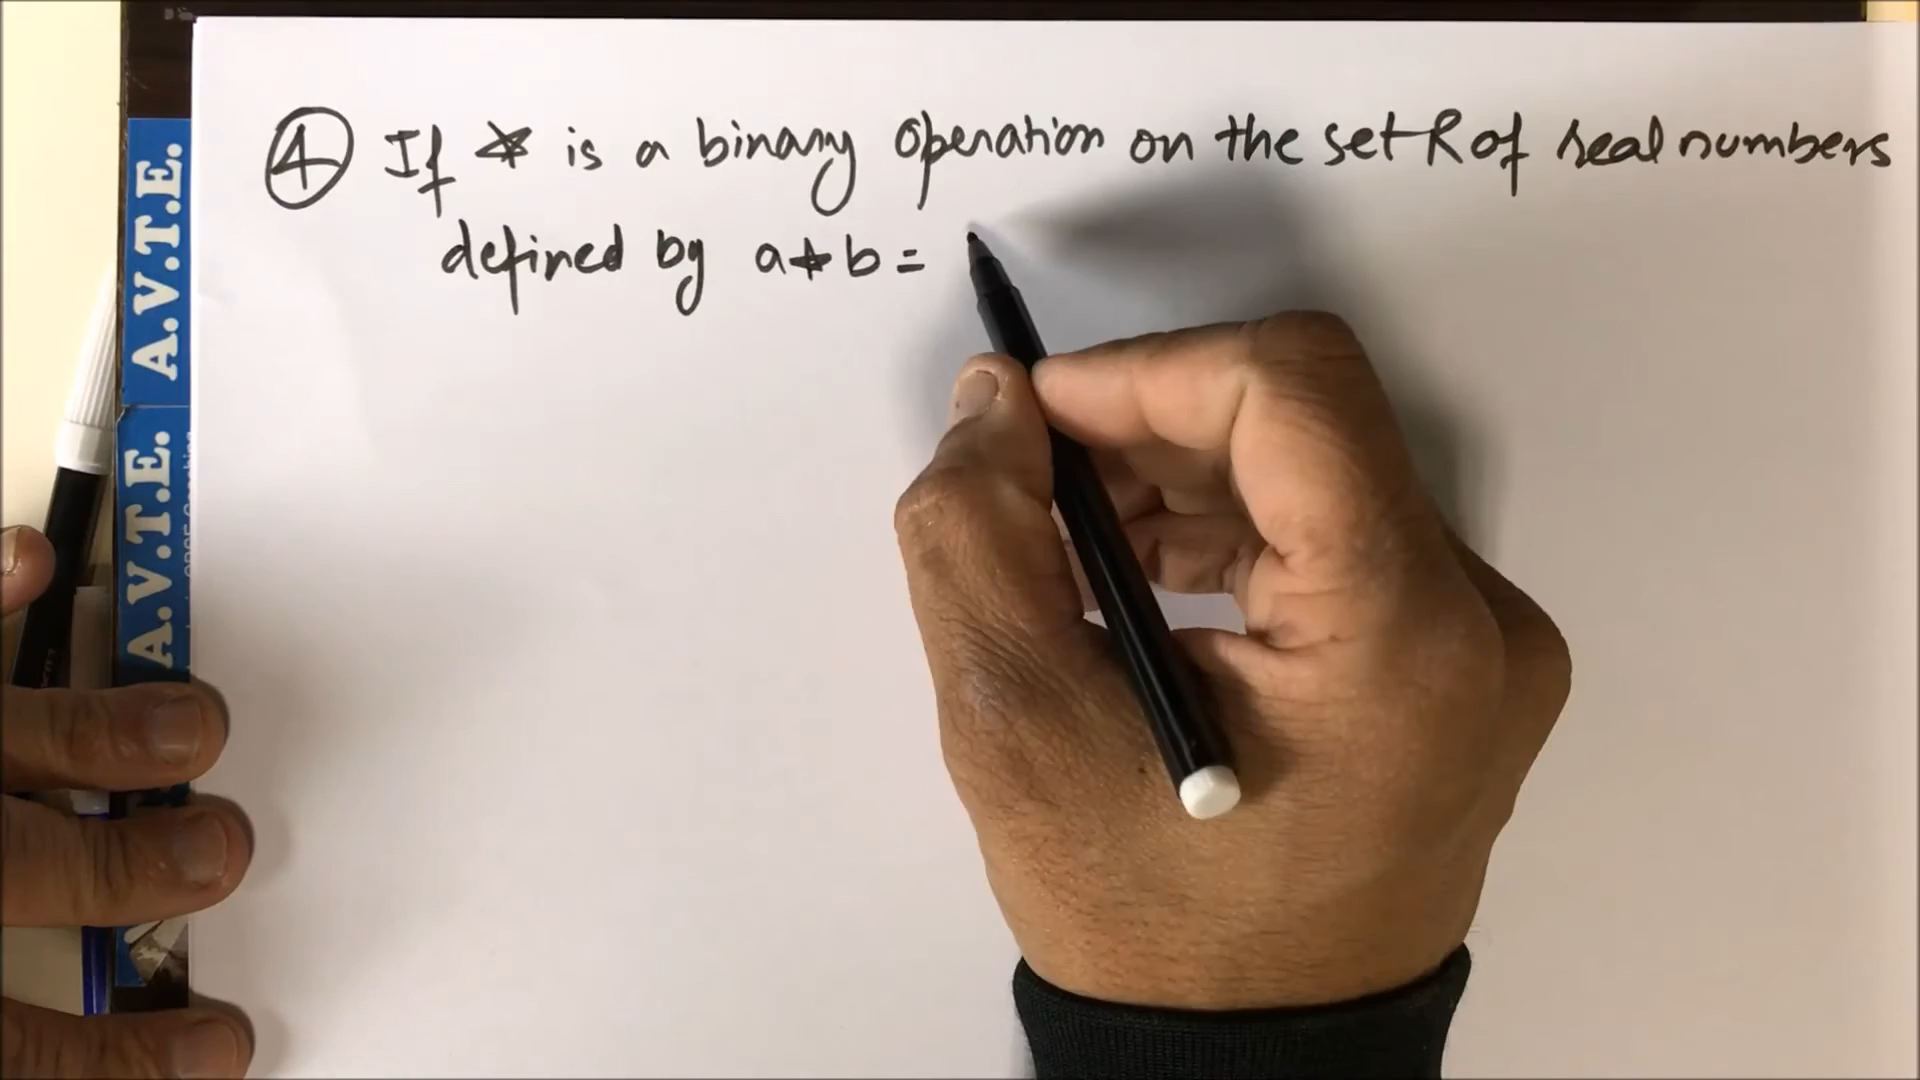 ④ If * is a binary operation on the set R of real numbers
defined by a * b =
A.V.T.E.
A.V.T.E.